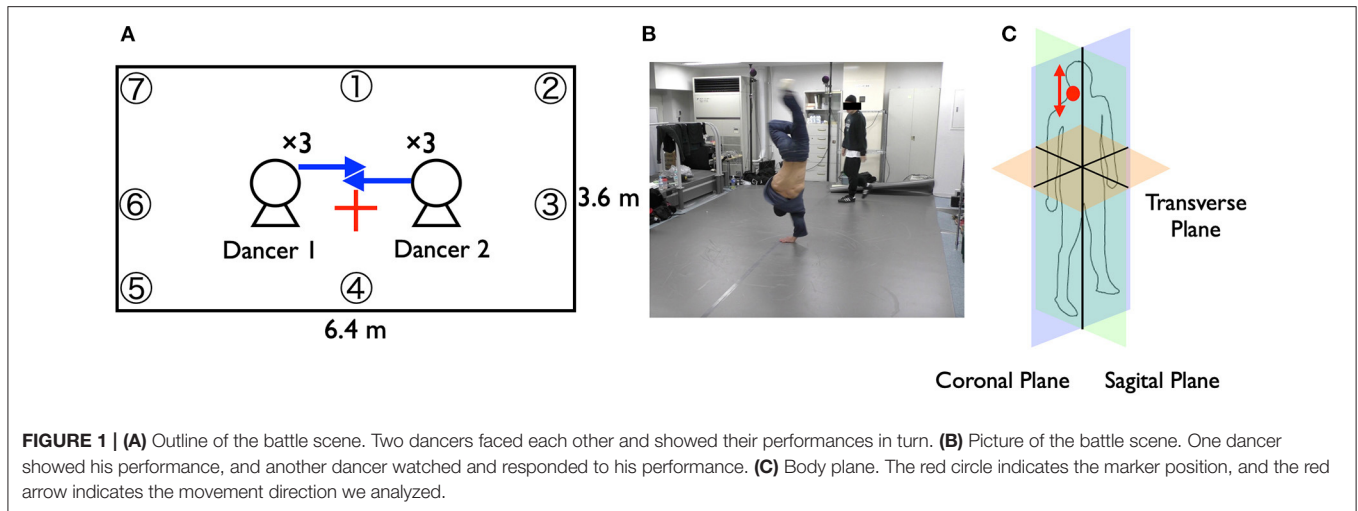 A
B
C
⑦
①
②
×3
×3
⑥
③
3.6 m
Dancer 1
Dancer 2
⑤
④
6.4 m
Transverse
Plane
Coronal Plane
Sagital Plane
FIGURE 1 | (A) Outline of the battle scene. Two dancers faced each other and showed their performances in turn. (B) Picture of the battle scene. One dancer
showed his performance, and another dancer watched and responded to his performance. (C) Body plane. The red circle indicates the marker position, and the red
arrow indicates the movement direction we analyzed.